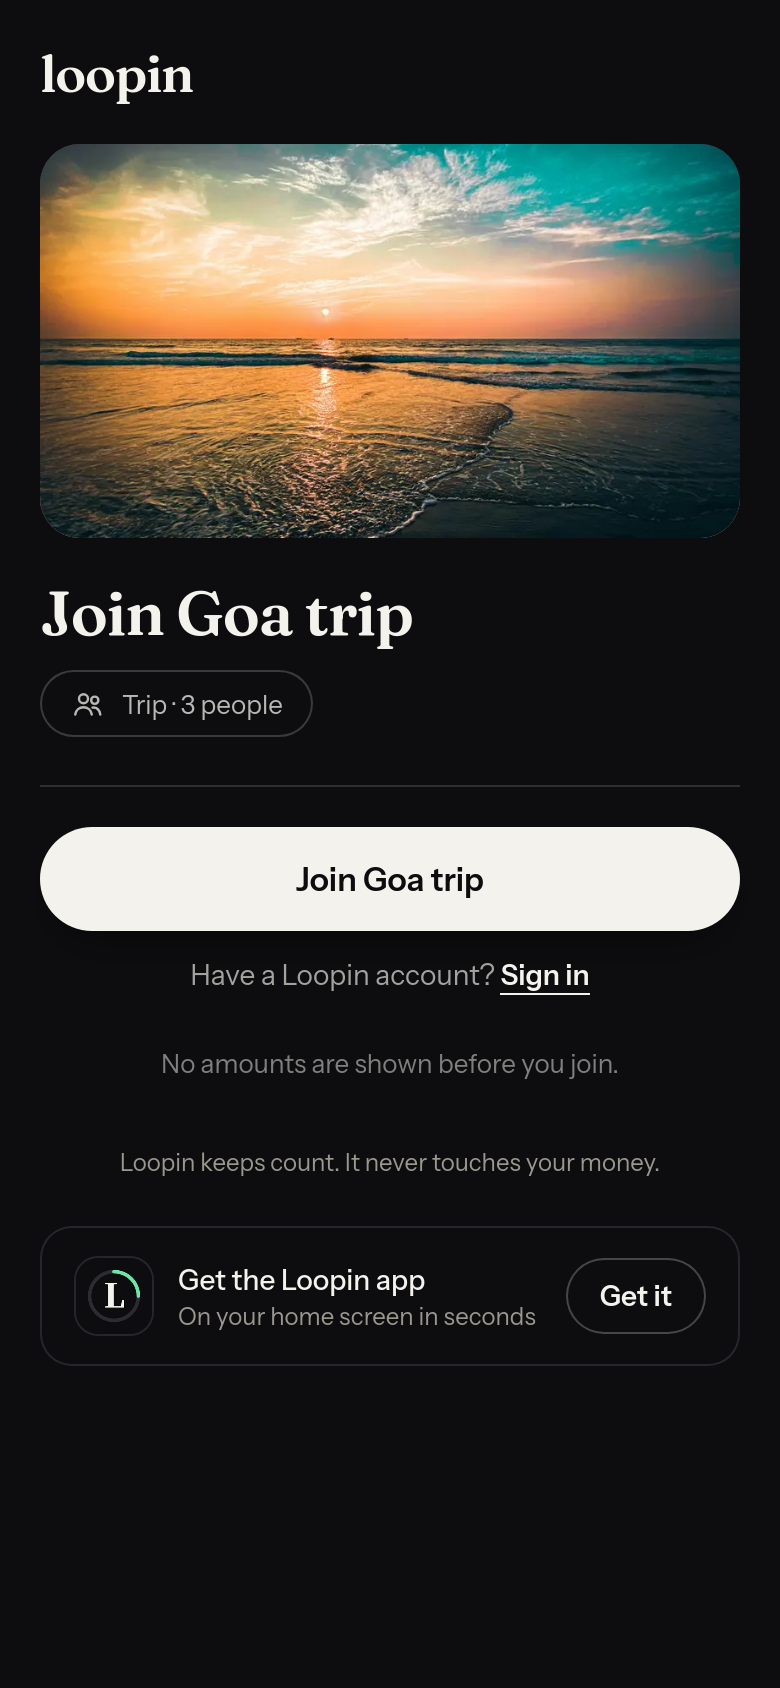 loopin
Join Goa trip
Trip · 3 people
Join Goa trip
Have a Loopin account? Sign in
No amounts are shown before you join.
Loopin keeps count. It never touches your money.
L
Get the Loopin app
On your home screen in seconds
Get it